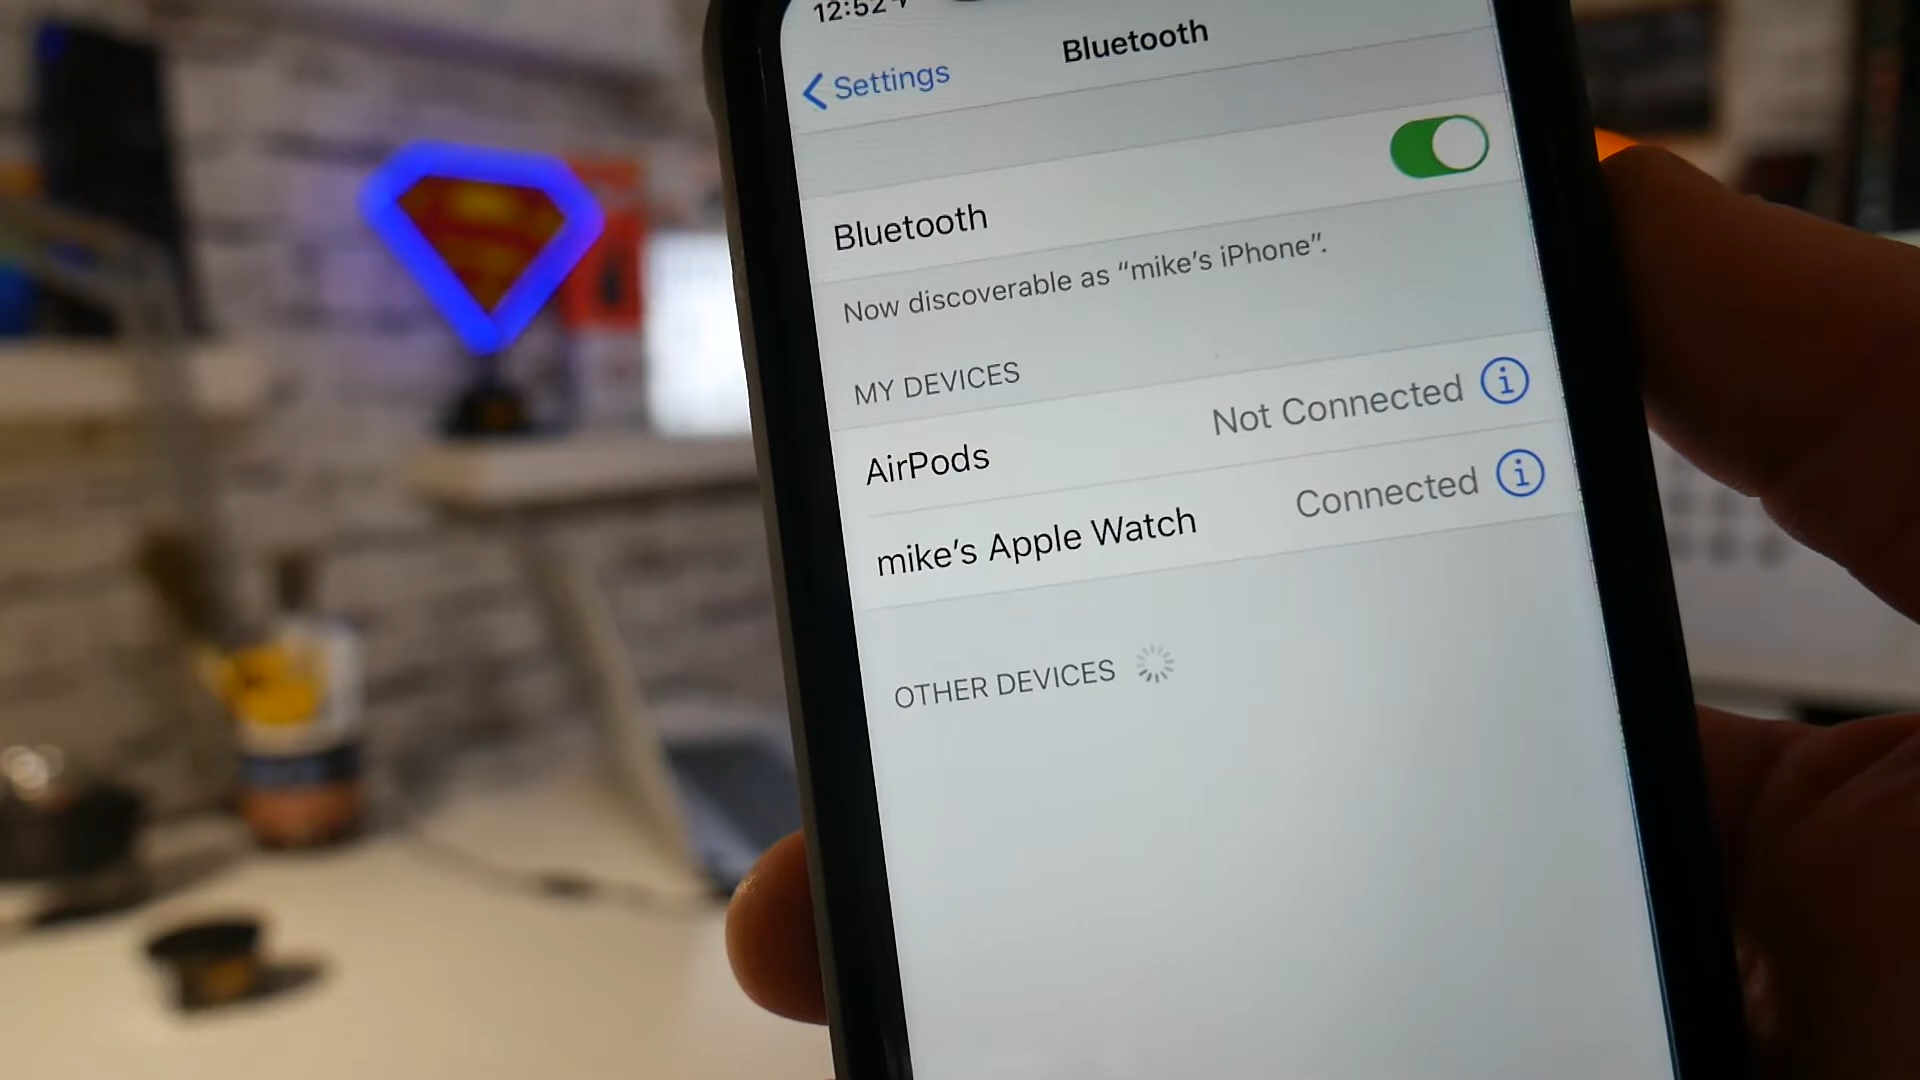 12:52
Settings
Bluetooth
Bluetooth
Now discoverable as “mike’s iPhone”.
MY DEVICES
AirPods Not Connected
mike’s Apple Watch Connected
OTHER DEVICES